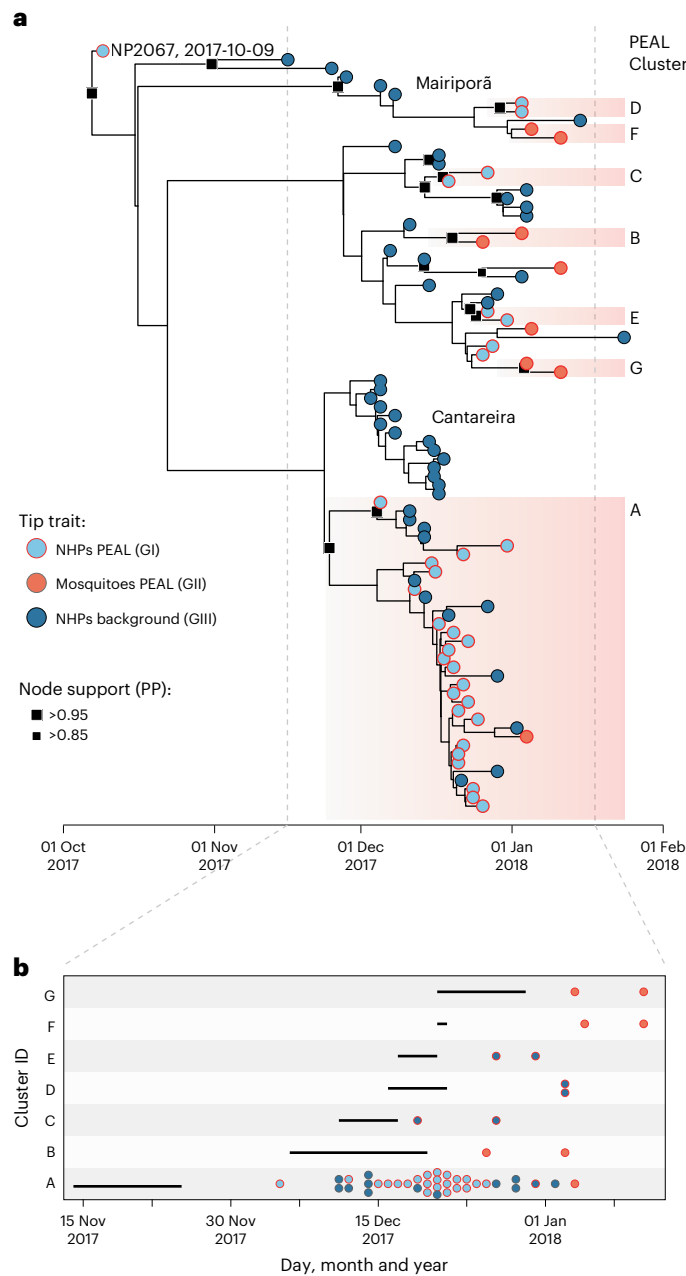 a
NP2067, 2017-10-09
PEAL
Cluster
Mairiporã
D
F
C
B
E
G
Cantareira
A
Tip trait:
NHPs PEAL (GI)
Mosquitoes PEAL (GII)
NHPs background (GIII)
Node support (PP):
>0.95
>0.85
01 Oct
2017
01 Nov
2017
01 Dec
2017
01 Jan
2018
01 Feb
2018
b
Cluster ID
G
F
E
D
C
B
A
15 Nov
2017
30 Nov
2017
15 Dec
2017
01 Jan
2018
Day, month and year